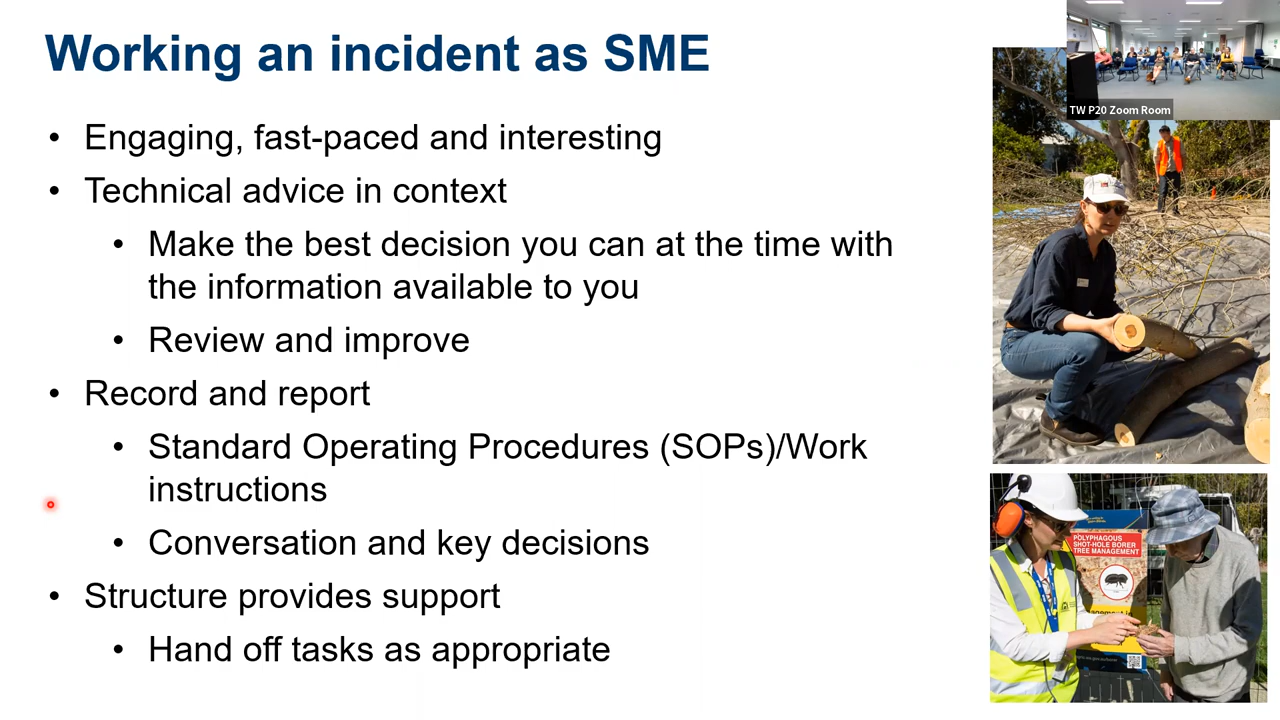 Working an incident as SME
• Engaging, fast-paced and interesting
• Technical advice in context
• Make the best decision you can at the time with
the information available to you
• Review and improve
• Record and report
• Standard Operating Procedures (SOPs)/Work
instructions
• Conversation and key decisions
• Structure provides support
• Hand off tasks as appropriate
TW P20 Zoom Room
POLYPHAGOUS
SHOT-HOLE BORER
TREE MANAGEMENT